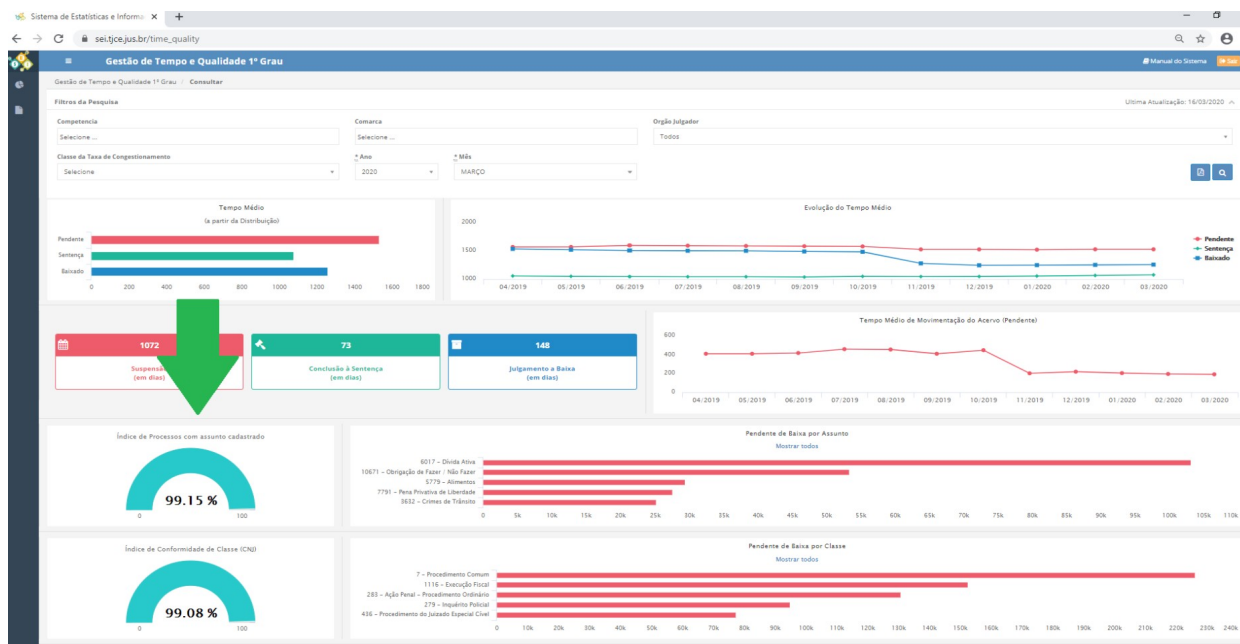 Sistema de Estatísticas e Informa
sei.tjce.jus.br/time_quality
Gestão de Tempo e Qualidade 1º Grau
Manual do Sistema
Gestão de Tempo e Qualidade 1º Grau / Consultar
Filtros da Pesquisa
Ultima Atualização: 16/03/2020
Competencia
Comarca
Orgão Julgador
Selecione ...
Selecione ...
Todos
Classe da Taxa de Congestionamento
* Ano
* Mês
Selecione
2020
MARÇO
Tempo Médio
(a partir da Distribuição)
Pendente
Sentença
Baixado
0 200 400 600 800 1000 1200 1400 1600 1800
Evolução do Tempo Médio
2000
1500
1000
04/2019 05/2019 06/2019 07/2019 08/2019 09/2019 10/2019 11/2019 12/2019 01/2020 02/2020 03/2020
Pendente
Sentença
Baixado
1072
Suspens
(em dias)
73
Conclusão à Sentença
(em dias)
148
Julgamento a Baixa
(em dias)
Tempo Médio de Movimentação do Acervo (Pendente)
600
400
200
0
04/2019 05/2019 06/2019 07/2019 08/2019 09/2019 10/2019 11/2019 12/2019 01/2020 02/2020 03/2020
Índice de Processos com assunto cadastrado
99.15 %
0 100
Pendente de Baixa por Assunto
Mostrar todos
6017 – Dívida Ativa
10671 – Obrigação de Fazer / Não Fazer
5779 – Alimentos
7791 – Pena Privativa de Liberdade
3632 – Crimes de Trânsito
0 5k 10k 15k 20k 25k 30k 35k 40k 45k 50k 55k 60k 65k 70k 75k 80k 85k 90k 95k 100k 105k 110k
Índice de Conformidade de Classe (CNJ)
99.08 %
0 100
Pendente de Baixa por Classe
Mostrar todos
7 – Procedimento Comum
1116 – Execução Fiscal
283 – Ação Penal – Procedimento Ordinário
279 – Inquérito Policial
436 – Procedimento do Juizado Especial Cível
0 10k 20k 30k 40k 50k 60k 70k 80k 90k 100k 110k 120k 130k 140k 150k 160k 170k 180k 190k 200k 210k 220k 230k 240k